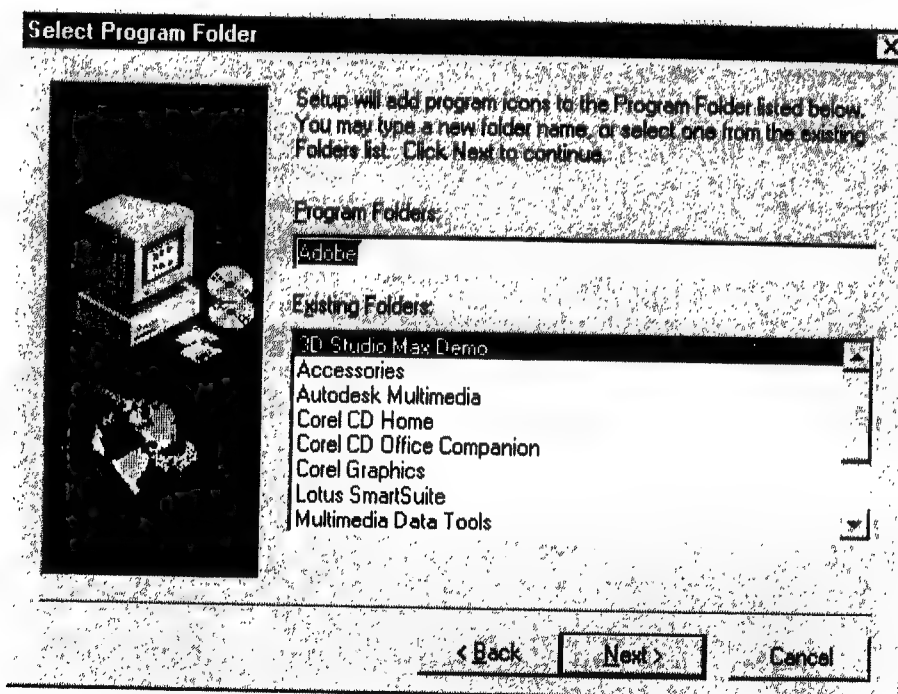 Select Program Folder
Setup will add program icons to the Program Folder listed below.
You may type a new folder name, or select one from the existing
Folders list. Click Next to continue.
Program Folders:
Adobe
Existing Folders:
3D Studio Max Demo
Accessories
Autodesk Multimedia
Corel CD Home
Corel CD Office Companion
Corel Graphics
Lotus SmartSuite
Multimedia Data Tools
< Back
Next >
Cancel